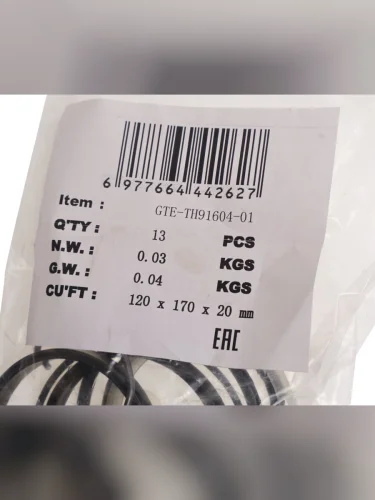 6 977664 442627
Item : GTE-TH91604-01
Q'TY : 13 PCS
N.W. : 0.03 KGS
G.W. : 0.04 KGS
CU'FT : 120 x 170 x 20 mm
EAC